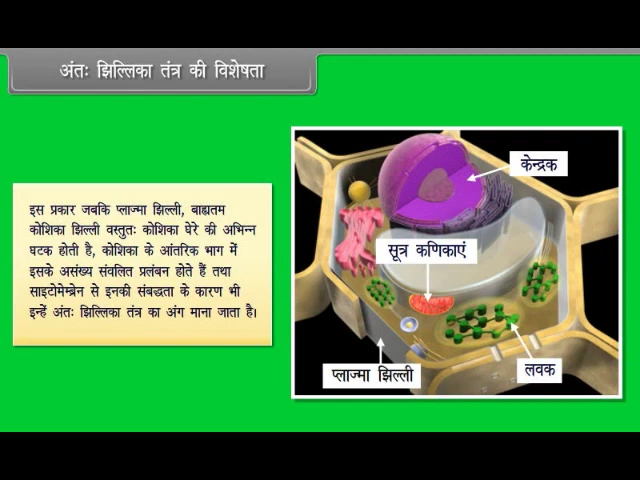 अंतः झिल्लिका तंत्र की विशेषता
इस प्रकार जबकि प्लाज्मा झिल्ली, बाह्यतम
कोशिका झिल्ली वस्तुतः कोशिका घेरे की अभिन्न
घटक होती है, कोशिका के आंतरिक भाग में
इसके असंख्य संवलित प्रलंबन होते हैं तथा
साइटोमेम्ब्रेन से इनकी संबद्धता के कारण भी
इन्हें अंतः झिल्लिका तंत्र का अंग माना जाता है।
केन्द्रक
सूत्र कणिकाएं
प्लाज्मा झिल्ली
लवक